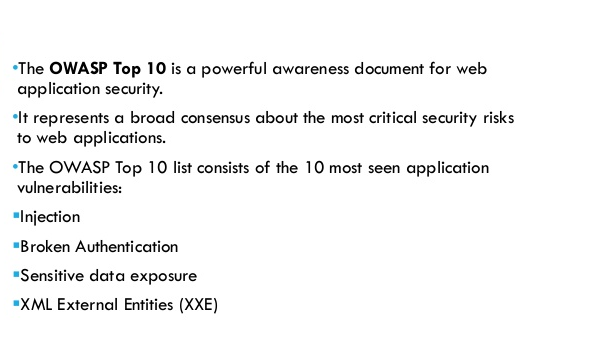 •The OWASP Top 10 is a powerful awareness document for web
application security.
•It represents a broad consensus about the most critical security risks
to web applications.
•The OWASP Top 10 list consists of the 10 most seen application
vulnerabilities:
▪Injection
▪Broken Authentication
▪Sensitive data exposure
▪XML External Entities (XXE)